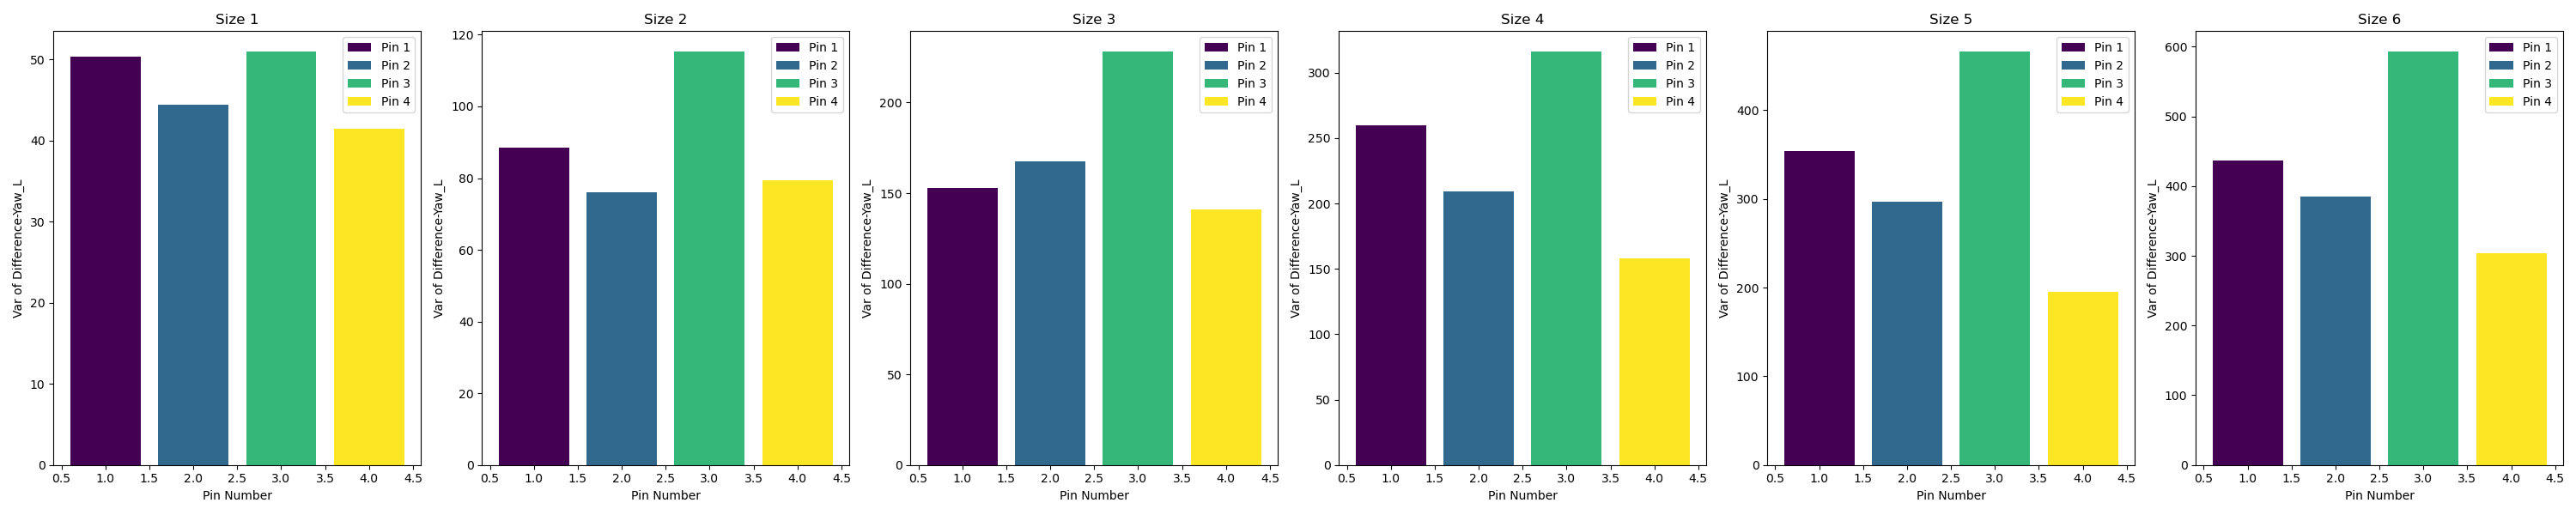 Size 1
Var of Difference-Yaw_L
50
40
30
20
10
0
Pin 1
Pin 2
Pin 3
Pin 4
0.5 1.0 1.5 2.0 2.5 3.0 3.5 4.0 4.5
Pin Number
Size 2
Var of Difference-Yaw_L
120
100
80
60
40
20
0
Pin 1
Pin 2
Pin 3
Pin 4
0.5 1.0 1.5 2.0 2.5 3.0 3.5 4.0 4.5
Pin Number
Size 3
Var of Difference-Yaw_L
200
150
100
50
0
Pin 1
Pin 2
Pin 3
Pin 4
0.5 1.0 1.5 2.0 2.5 3.0 3.5 4.0 4.5
Pin Number
Size 4
Var of Difference-Yaw_L
300
250
200
150
100
50
0
Pin 1
Pin 2
Pin 3
Pin 4
0.5 1.0 1.5 2.0 2.5 3.0 3.5 4.0 4.5
Pin Number
Size 5
Var of Difference-Yaw_L
400
300
200
100
0
Pin 1
Pin 2
Pin 3
Pin 4
0.5 1.0 1.5 2.0 2.5 3.0 3.5 4.0 4.5
Pin Number
Size 6
Var of Difference-Yaw_L
600
500
400
300
200
100
0
Pin 1
Pin 2
Pin 3
Pin 4
0.5 1.0 1.5 2.0 2.5 3.0 3.5 4.0 4.5
Pin Number